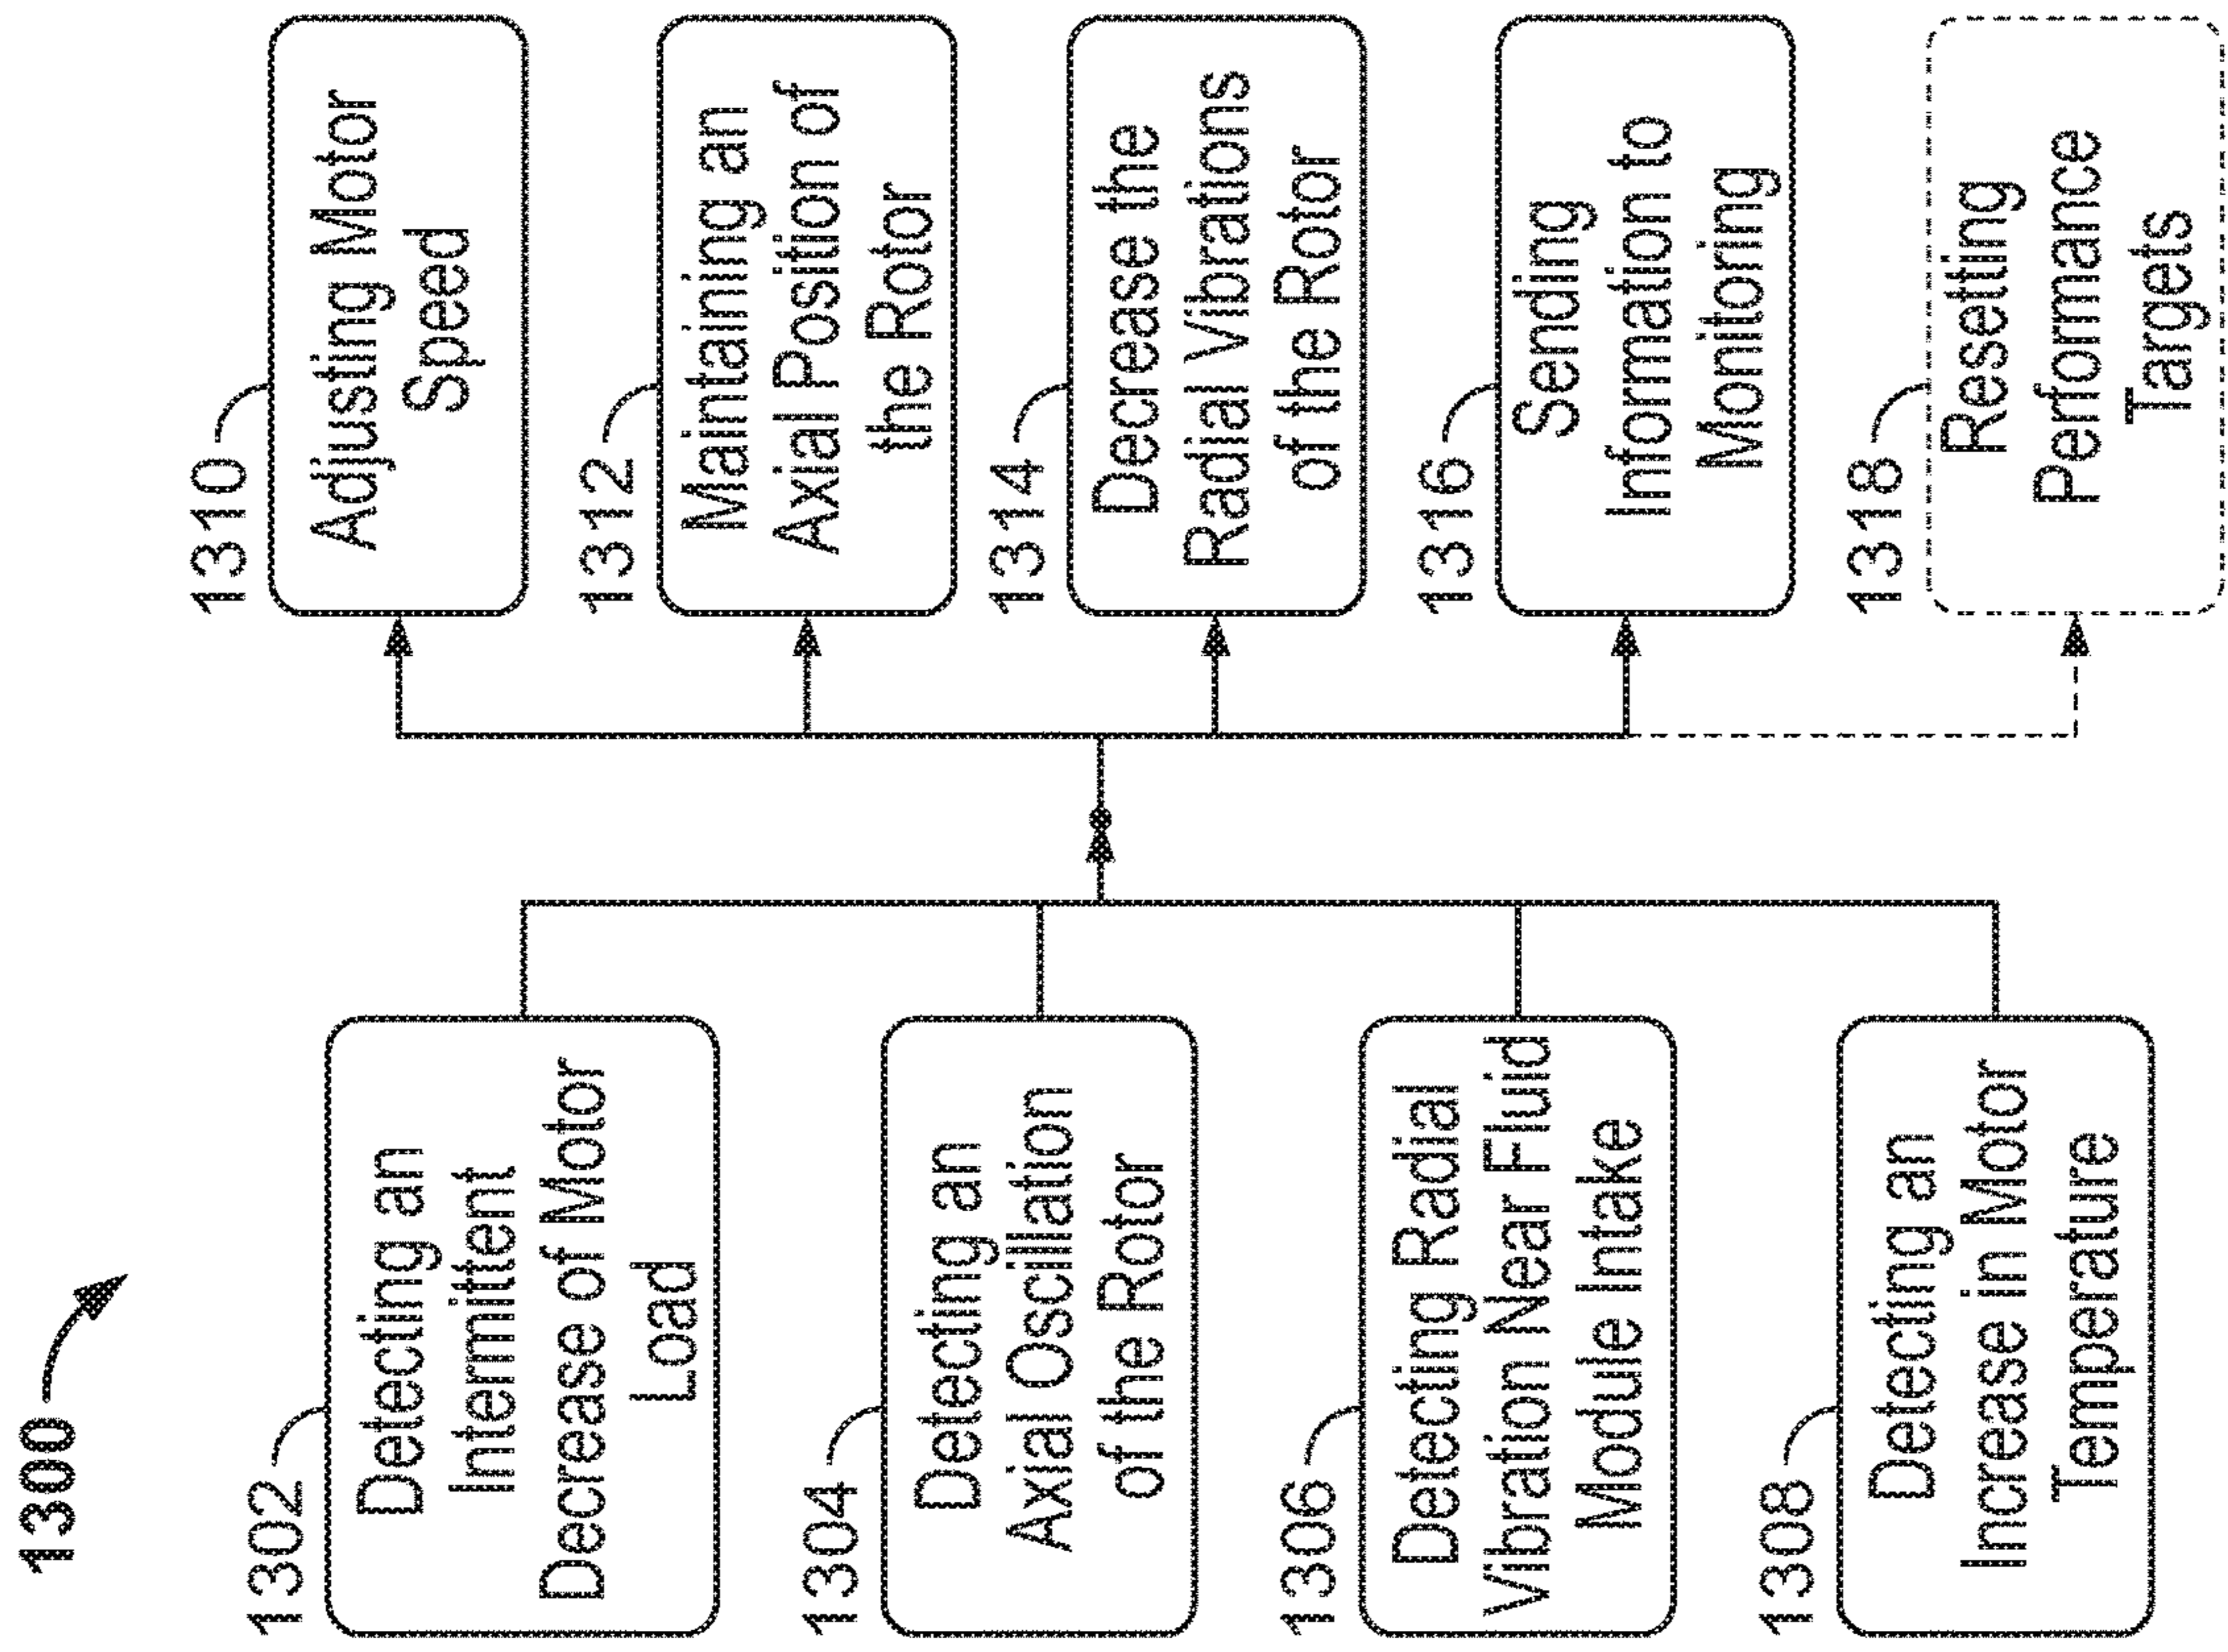 1300
1302
Detecting an
Intermittent
Decrease of Motor
Load
1304
Detecting an
Axial Oscillation
of the Rotor
1306
Detecting Radial
Vibration Near Fluid
Module Intake
1308
Detecting an
Increase in Motor
Temperature
1310
Adjusting Motor
Speed
1312
Maintaining an
Axial Position of
the Rotor
1314
Decrease the
Radial Vibrations
of the Rotor
1316
Sending
Information to
Monitoring
1318
Resetting
Performance
Targets